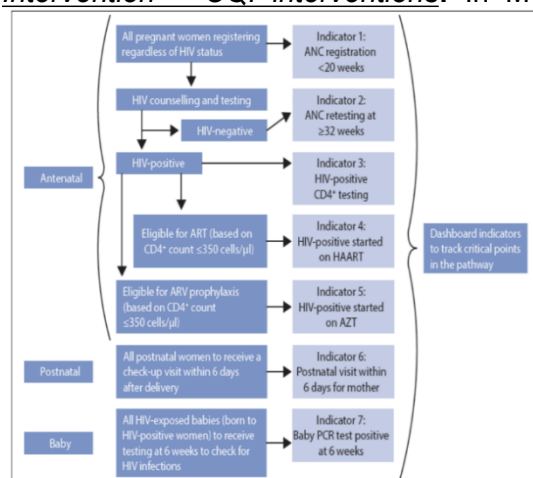 intervention – CQI interventions: In M
All pregnant women registering
regardless of HIV status
Indicator 1:
ANC registration
<20 weeks
HIV counselling and testing
HIV-negative
Indicator 2:
ANC retesting at
≥32 weeks
HIV-positive
Indicator 3:
HIV-positive
CD4⁺ testing
Antenatal
Eligible for ART (based on
CD4⁺ count ≤350 cells/µl)
Indicator 4:
HIV-positive started
on HAART
Dashboard indicators
to track critical points
in the pathway
Eligible for ARV prophylaxis
(based on CD4⁺ count
≤350 cells/µl)
Indicator 5:
HIV-positive started
on AZT
Postnatal
All postnatal women to receive a
check-up visit within 6 days
after delivery
Indicator 6:
Postnatal visit within
6 days for mother
Baby
All HIV-exposed babies (born to
HIV-positive women) to receive
testing at 6 weeks to check for
HIV infections
Indicator 7:
Baby PCR test positive
at 6 weeks